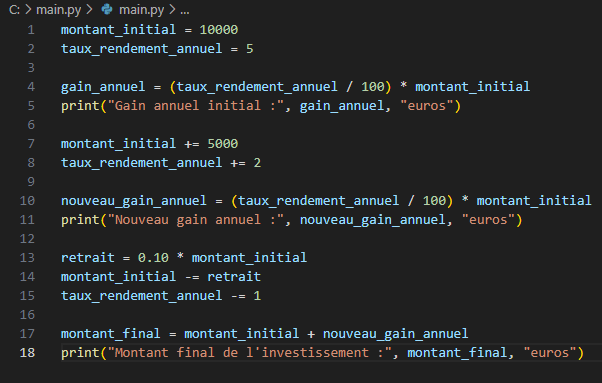 C: > main.py > main.py > ...
1 montant_initial = 10000
2 taux_rendement_annuel = 5
3
4 gain_annuel = (taux_rendement_annuel / 100) * montant_initial
5 print("Gain annuel initial :", gain_annuel, "euros")
6
7 montant_initial += 5000
8 taux_rendement_annuel += 2
9
10 nouveau_gain_annuel = (taux_rendement_annuel / 100) * montant_initial
11 print("Nouveau gain annuel :", nouveau_gain_annuel, "euros")
12
13 retrait = 0.10 * montant_initial
14 montant_initial -= retrait
15 taux_rendement_annuel -= 1
16
17 montant_final = montant_initial + nouveau_gain_annuel
18 print("Montant final de l'investissement :", montant_final, "euros")